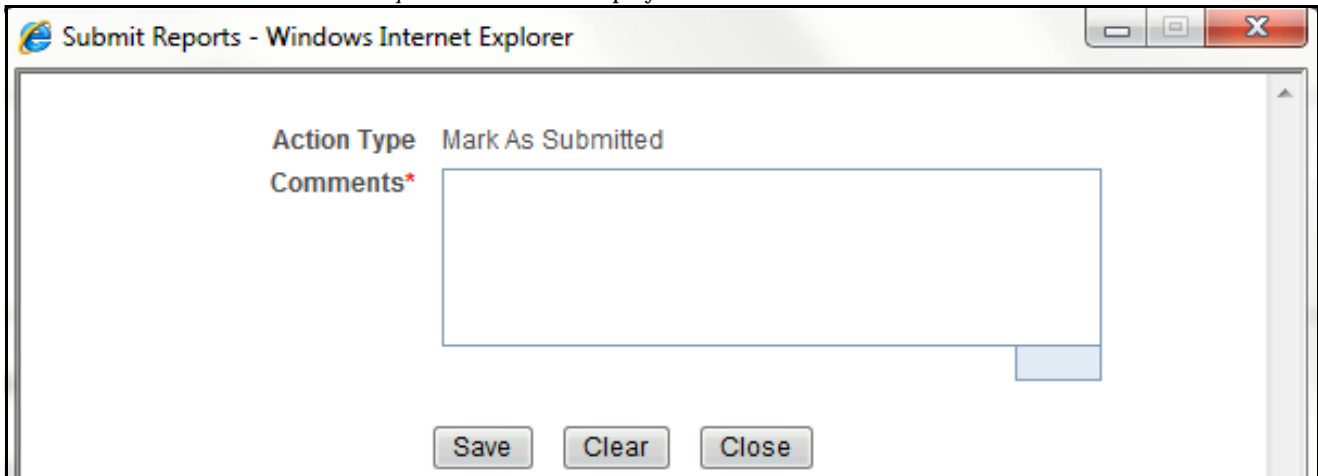 Submit Reports - Windows Internet Explorer
Action Type Mark As Submitted
Comments*
Save Clear Close